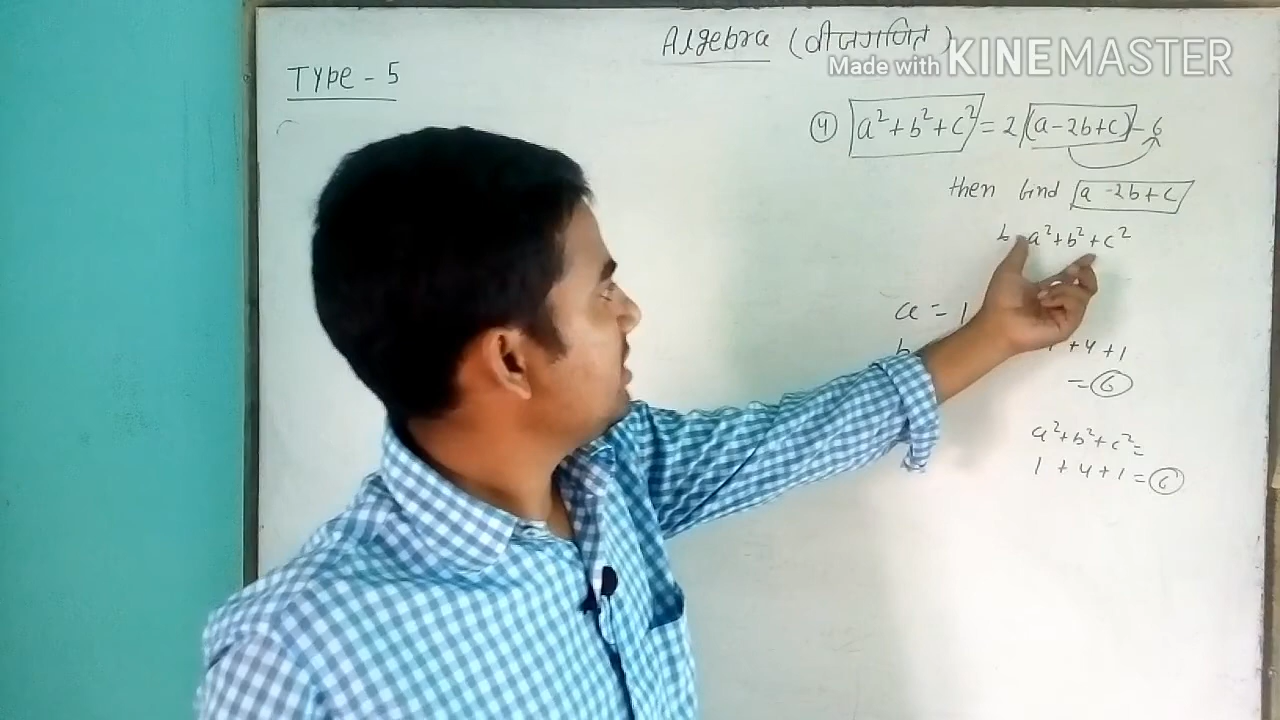 Algebra (बीजगणित)
Made with KINEMASTER
Type - 5
④ a²+b²+c² = 2(a-2b+c)-6
then find a-2b+c
a²+b²+c²
a = 1
b
+4+1
= 6
a²+b²+c²=
1+4+1=6